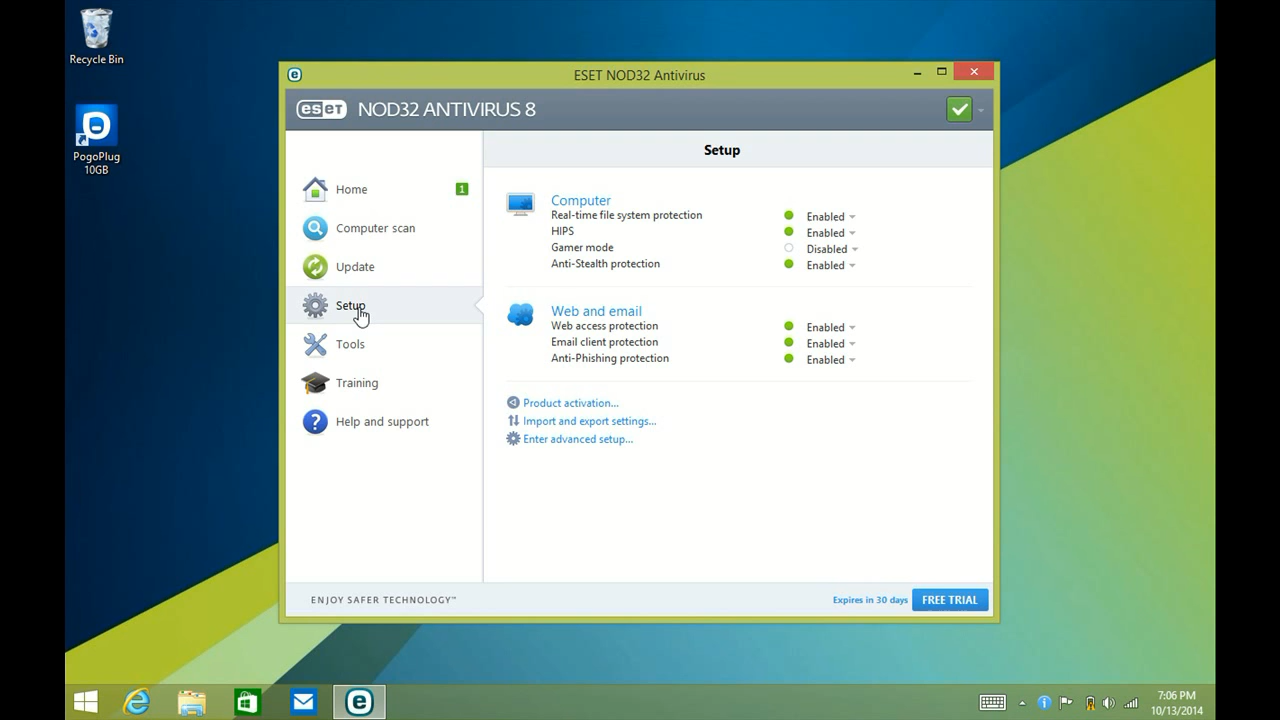 Recycle Bin
PogoPlug
10GB
ESET NOD32 Antivirus
eseT NOD32 ANTIVIRUS 8
Setup
Home 1
Computer scan
Update
Setup
Tools
Training
Help and support
Computer
Real-time file system protection Enabled
HIPS Enabled
Gamer mode Disabled
Anti-Stealth protection Enabled
Web and email
Web access protection Enabled
Email client protection Enabled
Anti-Phishing protection Enabled
Product activation...
Import and export settings...
Enter advanced setup...
ENJOY SAFER TECHNOLOGY™
Expires in 30 days FREE TRIAL
7:06 PM
10/13/2014